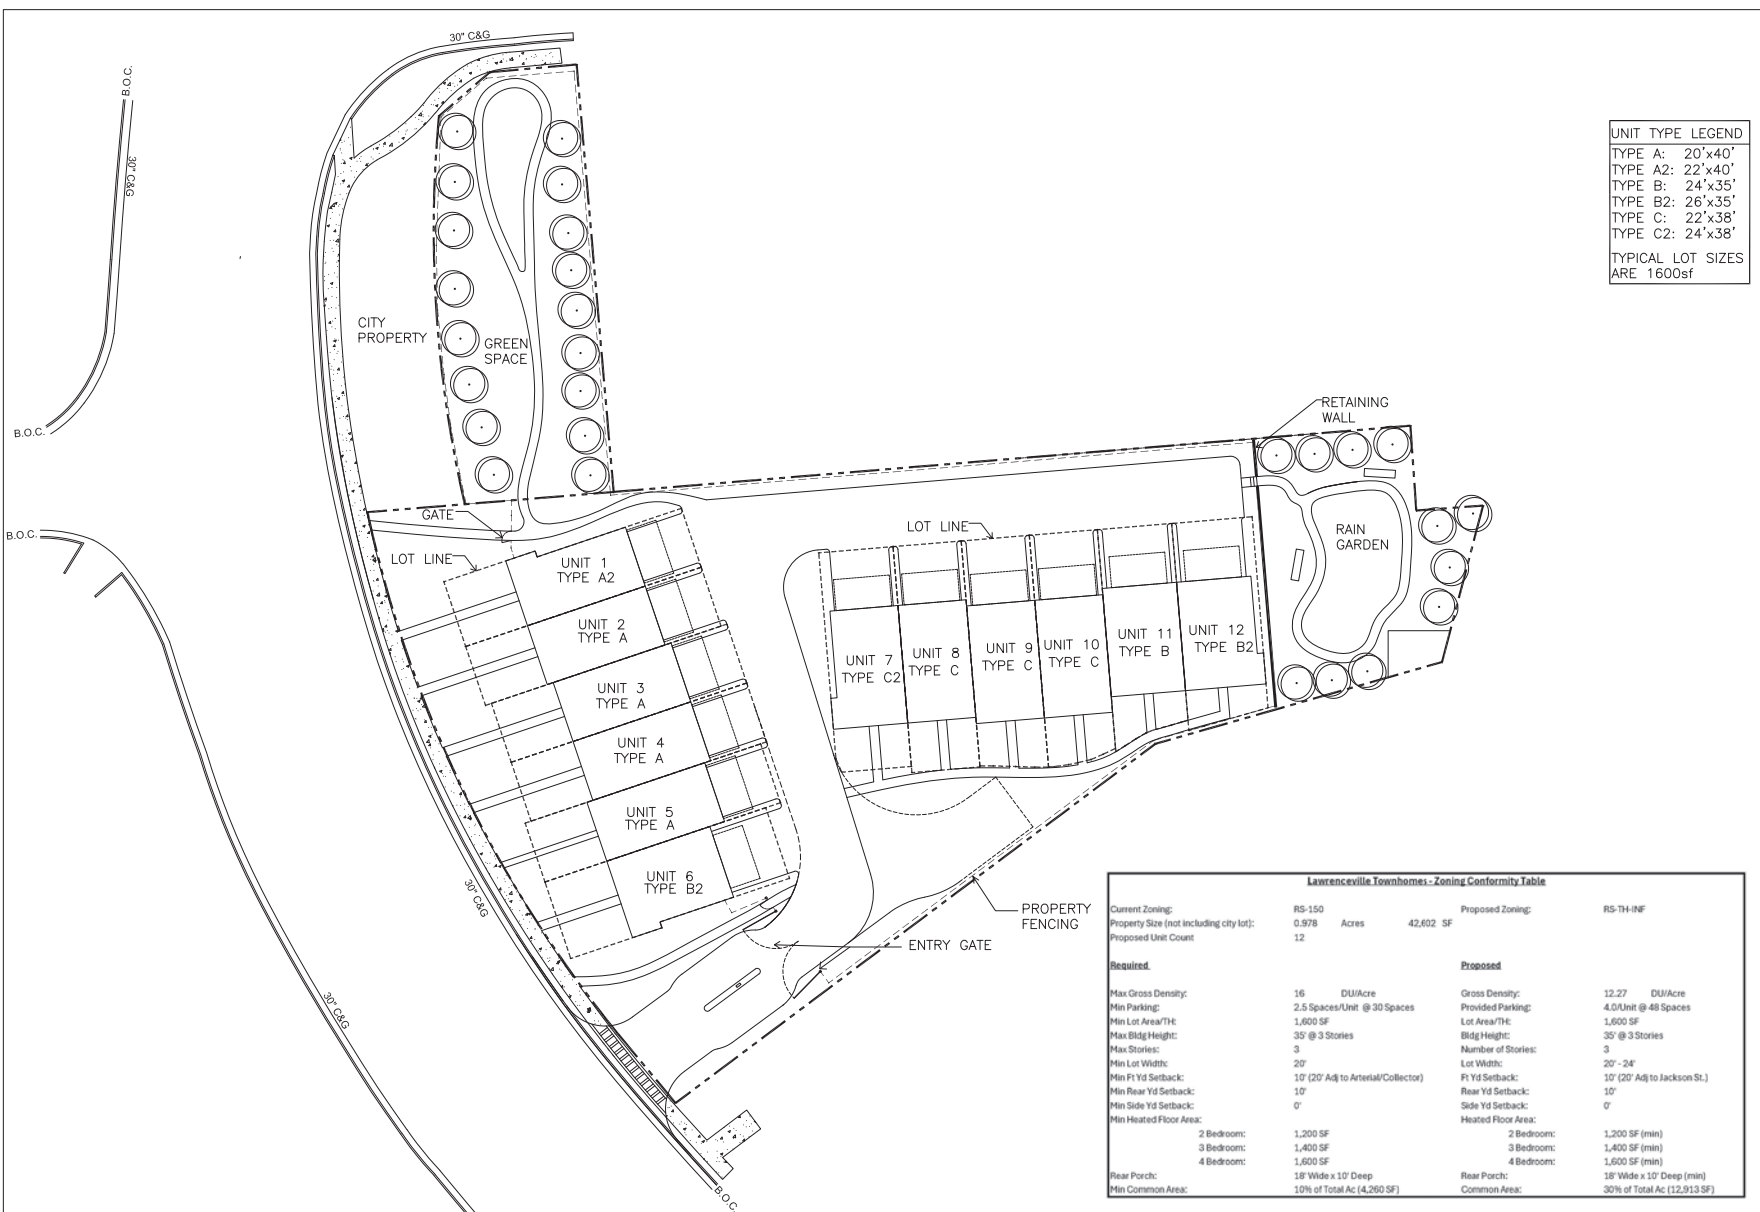 30" C&G
B.O.C.
30" C&G
UNIT TYPE LEGEND
TYPE A: 20'x40'
TYPE A2: 22'x40'
TYPE B: 24'x35'
TYPE B2: 26'x35'
TYPE C: 22'x38'
TYPE C2: 24'x38'
TYPICAL LOT SIZES
ARE 1600sf
CITY
PROPERTY
GREEN
SPACE
B.O.C.
RETAINING
WALL
GATE
LOT LINE
RAIN
GARDEN
B.O.C.
LOT LINE
UNIT 1
TYPE A2
UNIT 2
TYPE A
UNIT 3
TYPE A
UNIT 4
TYPE A
UNIT 5
TYPE A
UNIT 6
TYPE B2
UNIT 7
TYPE C2
UNIT 8
TYPE C
UNIT 9
TYPE C
UNIT 10
TYPE C
UNIT 11
TYPE B
UNIT 12
TYPE B2
30" C&G
PROPERTY
FENCING
ENTRY GATE
30" C&G
B.O.C.
Lawrenceville Townhomes - Zoning Conformity Table
Current Zoning: RS-150 Proposed Zoning: RS-TH-INF
Property Size (not including city lot): 0.978 Acres 42,602 SF
Proposed Unit Count 12
Required Proposed
Max Gross Density: 16 DU/Acre Gross Density: 12.27 DU/Acre
Min Parking: 2.5 Spaces/Unit @ 30 Spaces Provided Parking: 4.0/Unit @ 48 Spaces
Min Lot Area/TH: 1,600 SF Lot Area/TH: 1,600 SF
Max Bldg Height: 35' @ 3 Stories Bldg Height: 35' @ 3 Stories
Max Stories: 3 Number of Stories: 3
Min Lot Width: 20' Lot Width: 20' - 24'
Min Ft Yd Setback: 10' (20' Adj to Arterial/Collector) Ft Yd Setback: 10' (20' Adj to Jackson St.)
Min Rear Yd Setback: 10' Rear Yd Setback: 10'
Min Side Yd Setback: 0' Side Yd Setback: 0'
Min Heated Floor Area: Heated Floor Area:
2 Bedroom: 1,200 SF 2 Bedroom: 1,200 SF (min)
3 Bedroom: 1,400 SF 3 Bedroom: 1,400 SF (min)
4 Bedroom: 1,600 SF 4 Bedroom: 1,600 SF (min)
Rear Porch: 18' Wide x 10' Deep Rear Porch: 18' Wide x 10' Deep (min)
Min Common Area: 10% of Total Ac (4,260 SF) Common Area: 30% of Total Ac (12,913 SF)